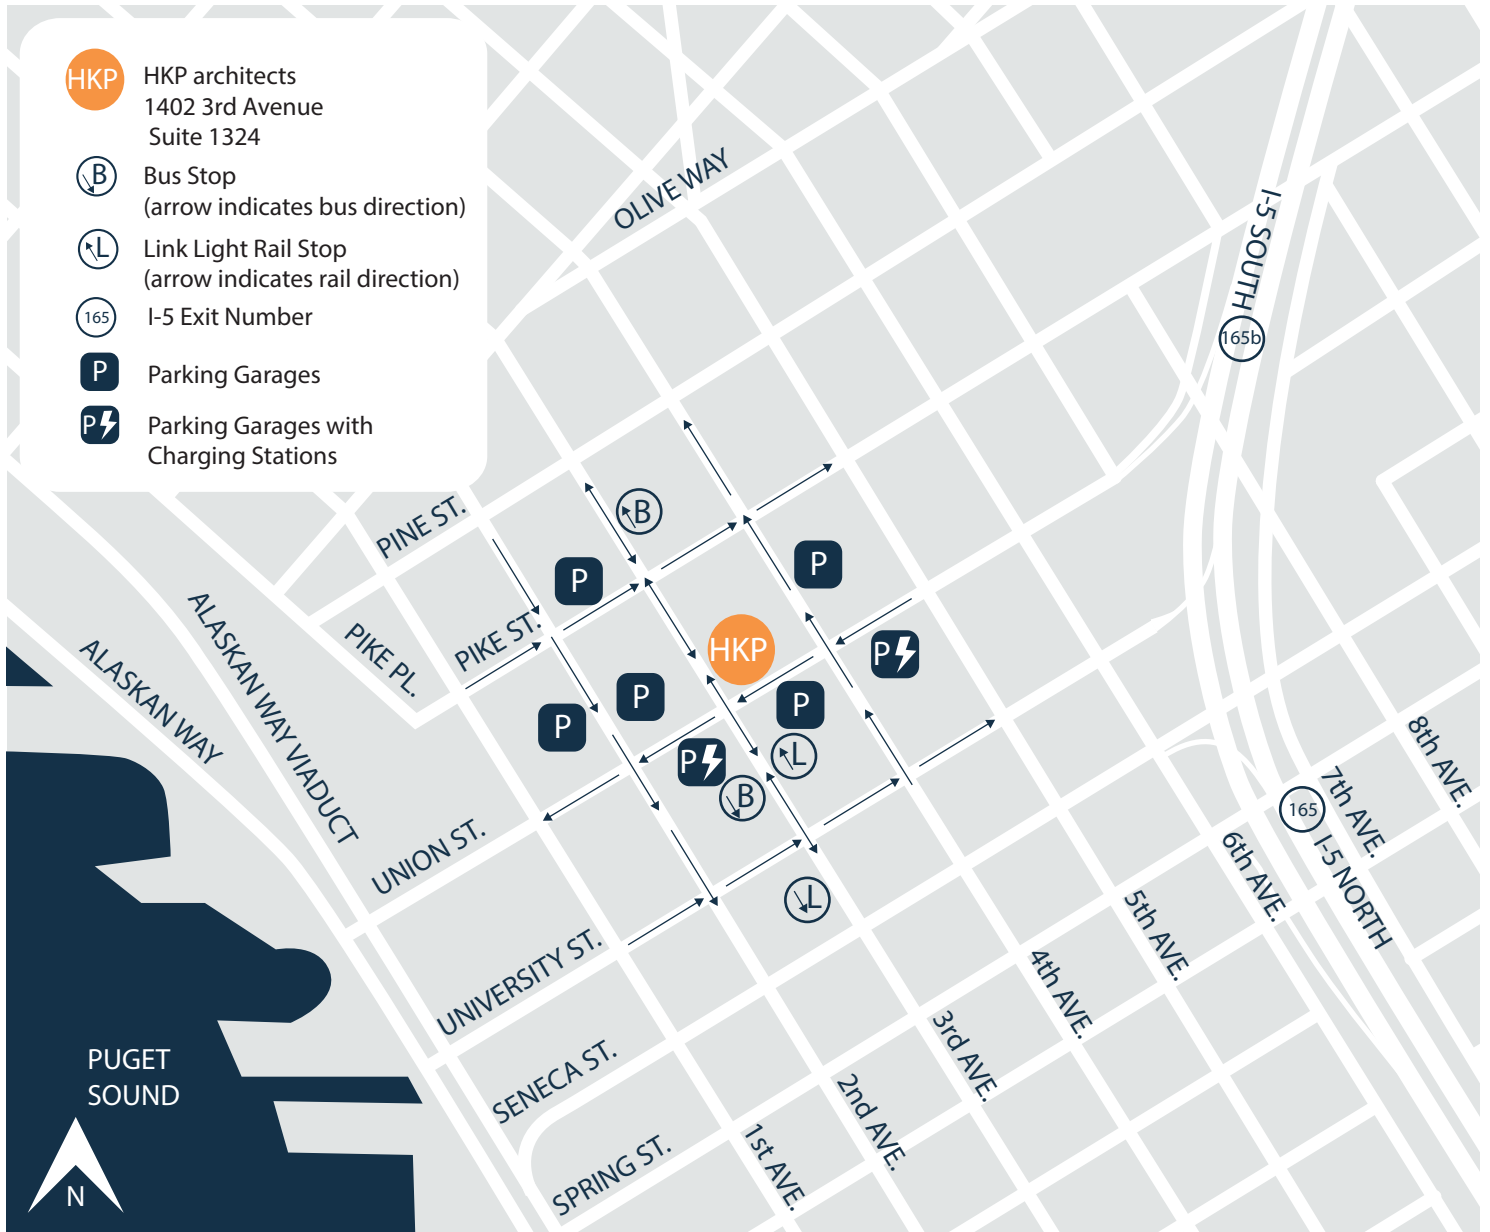 HKP
HKP architects
1402 3rd Avenue
Suite 1324
B
Bus Stop
(arrow indicates bus direction)
L
Link Light Rail Stop
(arrow indicates rail direction)
165
I-5 Exit Number
P
Parking Garages
P
Parking Garages with
Charging Stations
OLIVE WAY
I-5 SOUTH
165b
PINE ST.
B
P
P
PIKE ST.
PIKE PL.
HKP
P
ALASKAN WAY VIADUCT
ALASKAN WAY
P
P
P
P
L
B
UNION ST.
L
165
I-5 NORTH
8th AVE.
7th AVE.
6th AVE.
5th AVE.
4th AVE.
3rd AVE.
2nd AVE.
1st AVE.
UNIVERSITY ST.
SENECA ST.
SPRING ST.
PUGET
SOUND
N